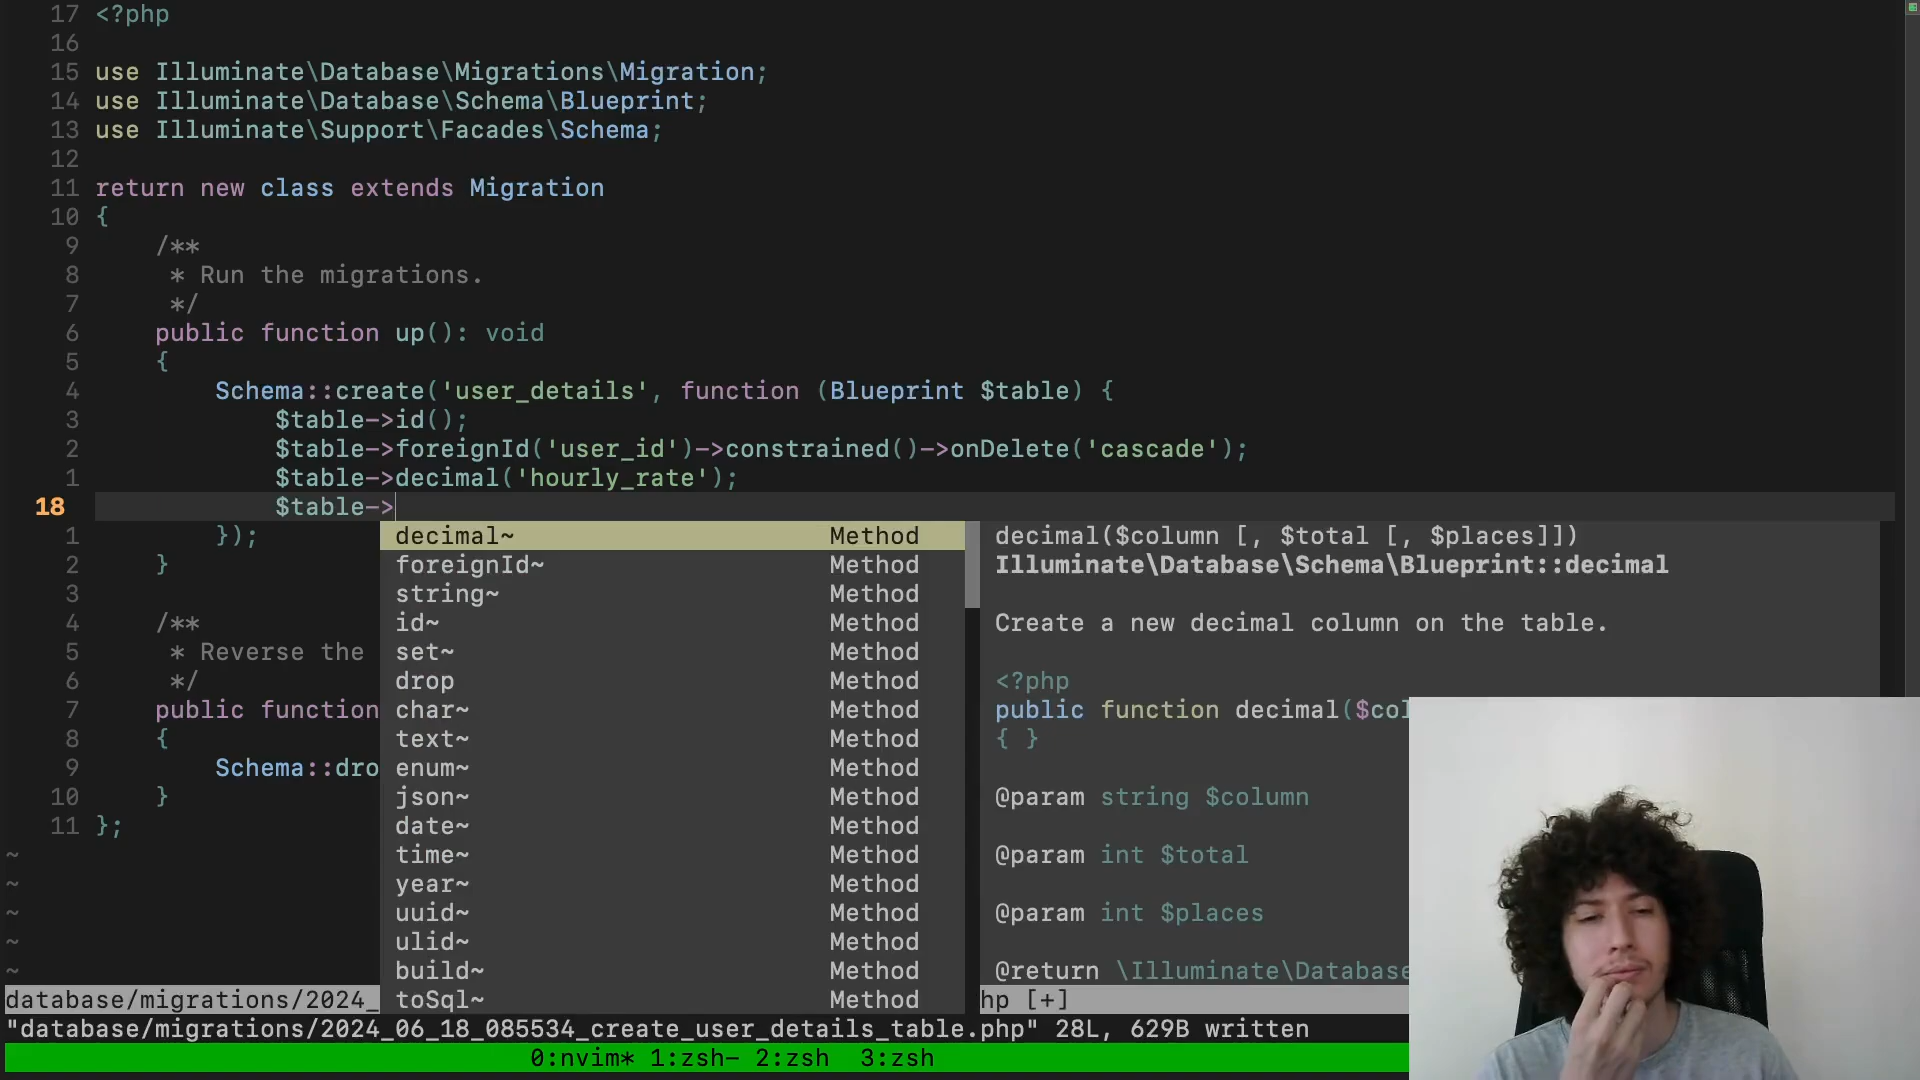 17 <?php
16
15 use Illuminate\Database\Migrations\Migration;
14 use Illuminate\Database\Schema\Blueprint;
13 use Illuminate\Support\Facades\Schema;
12
11 return new class extends Migration
10 {
9 /**
8 * Run the migrations.
7 */
6 public function up(): void
5 {
4 Schema::create('user_details', function (Blueprint $table) {
3 $table->id();
2 $table->foreignId('user_id')->constrained()->onDelete('cascade');
1 $table->decimal('hourly_rate');
18 $table->
1 });
2 }
3
4 /**
5 * Reverse the
6 */
7 public function
8 {
9 Schema::dro
10 }
11 };
~
~
~
~
~
decimal~ Method
foreignId~ Method
string~ Method
id~ Method
set~ Method
drop Method
char~ Method
text~ Method
enum~ Method
json~ Method
date~ Method
time~ Method
year~ Method
uuid~ Method
ulid~ Method
build~ Method
toSql~ Method
decimal($column [, $total [, $places]])
Illuminate\Database\Schema\Blueprint::decimal
Create a new decimal column on the table.
<?php
public function decimal($col
{ }
@param string $column
@param int $total
@param int $places
@return \Illuminate\Database
database/migrations/2024_
hp [+]
"database/migrations/2024_06_18_085534_create_user_details_table.php" 28L, 629B written
0:nvim* 1:zsh- 2:zsh 3:zsh